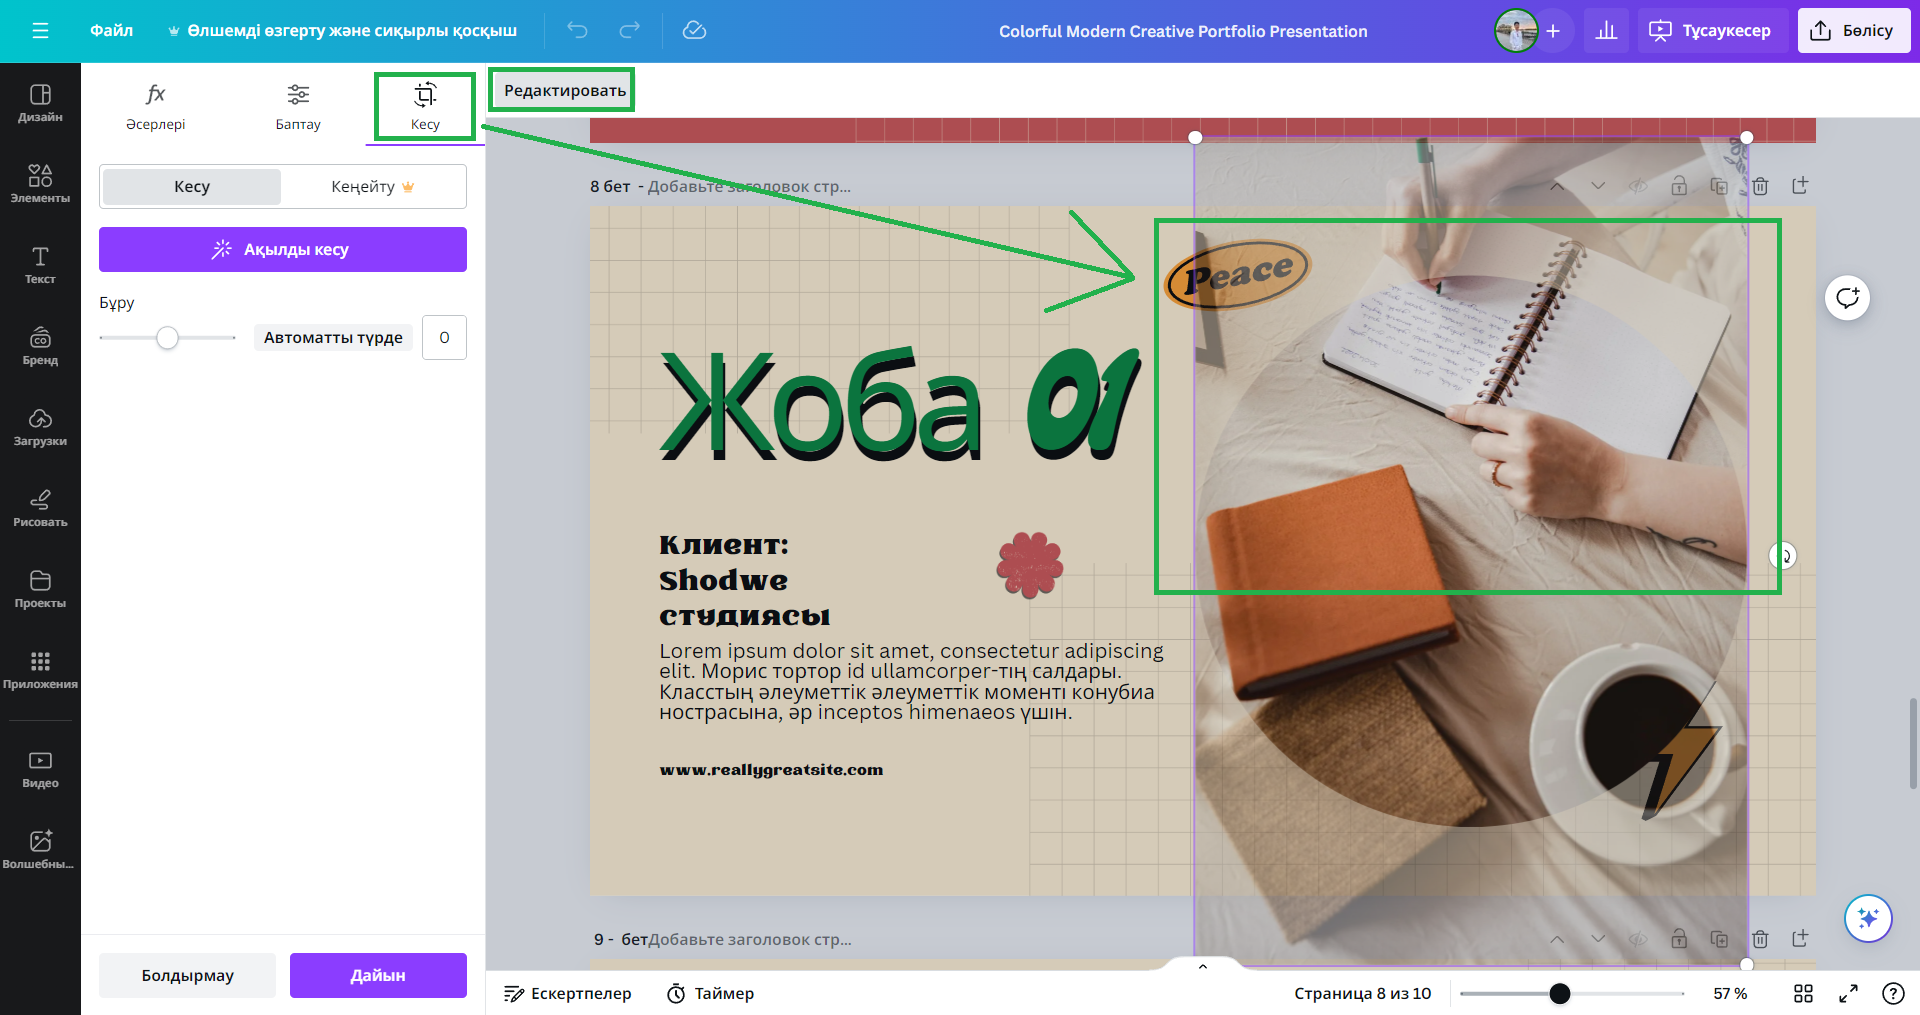 Файл
Өлшемді өзгерту және сиқырлы қосқыш
Colorful Modern Creative Portfolio Presentation
Тұсаукесер
Бөлісу
Дизайн
Элементы
Текст
Бренд
Загрузки
Рисовать
Проекты
Приложения
Видео
Волшебны...
Әсерлері
Баптау
Кесу
Кесу
Кеңейту
Ақылды кесу
Бұру
Автоматты түрде
0
Болдырмау
Дайын
Редактировать
8 бет - Добавьте заголовок стр...
Peace
Жоба 01
Клиент:
Shodwe
студиясы
Lorem ipsum dolor sit amet, consectetur adipiscing
elit. Морис тортор id ullamcorper-тің салдары.
Класстың әлеуметтік әлеуметтік моменті конубиа
нострасына, әр inceptos himenaeos үшін.
www.reallygreatsite.com
9 - бетДобавьте заголовок стр...
Ескертпелер
Таймер
Страница 8 из 10
57 %